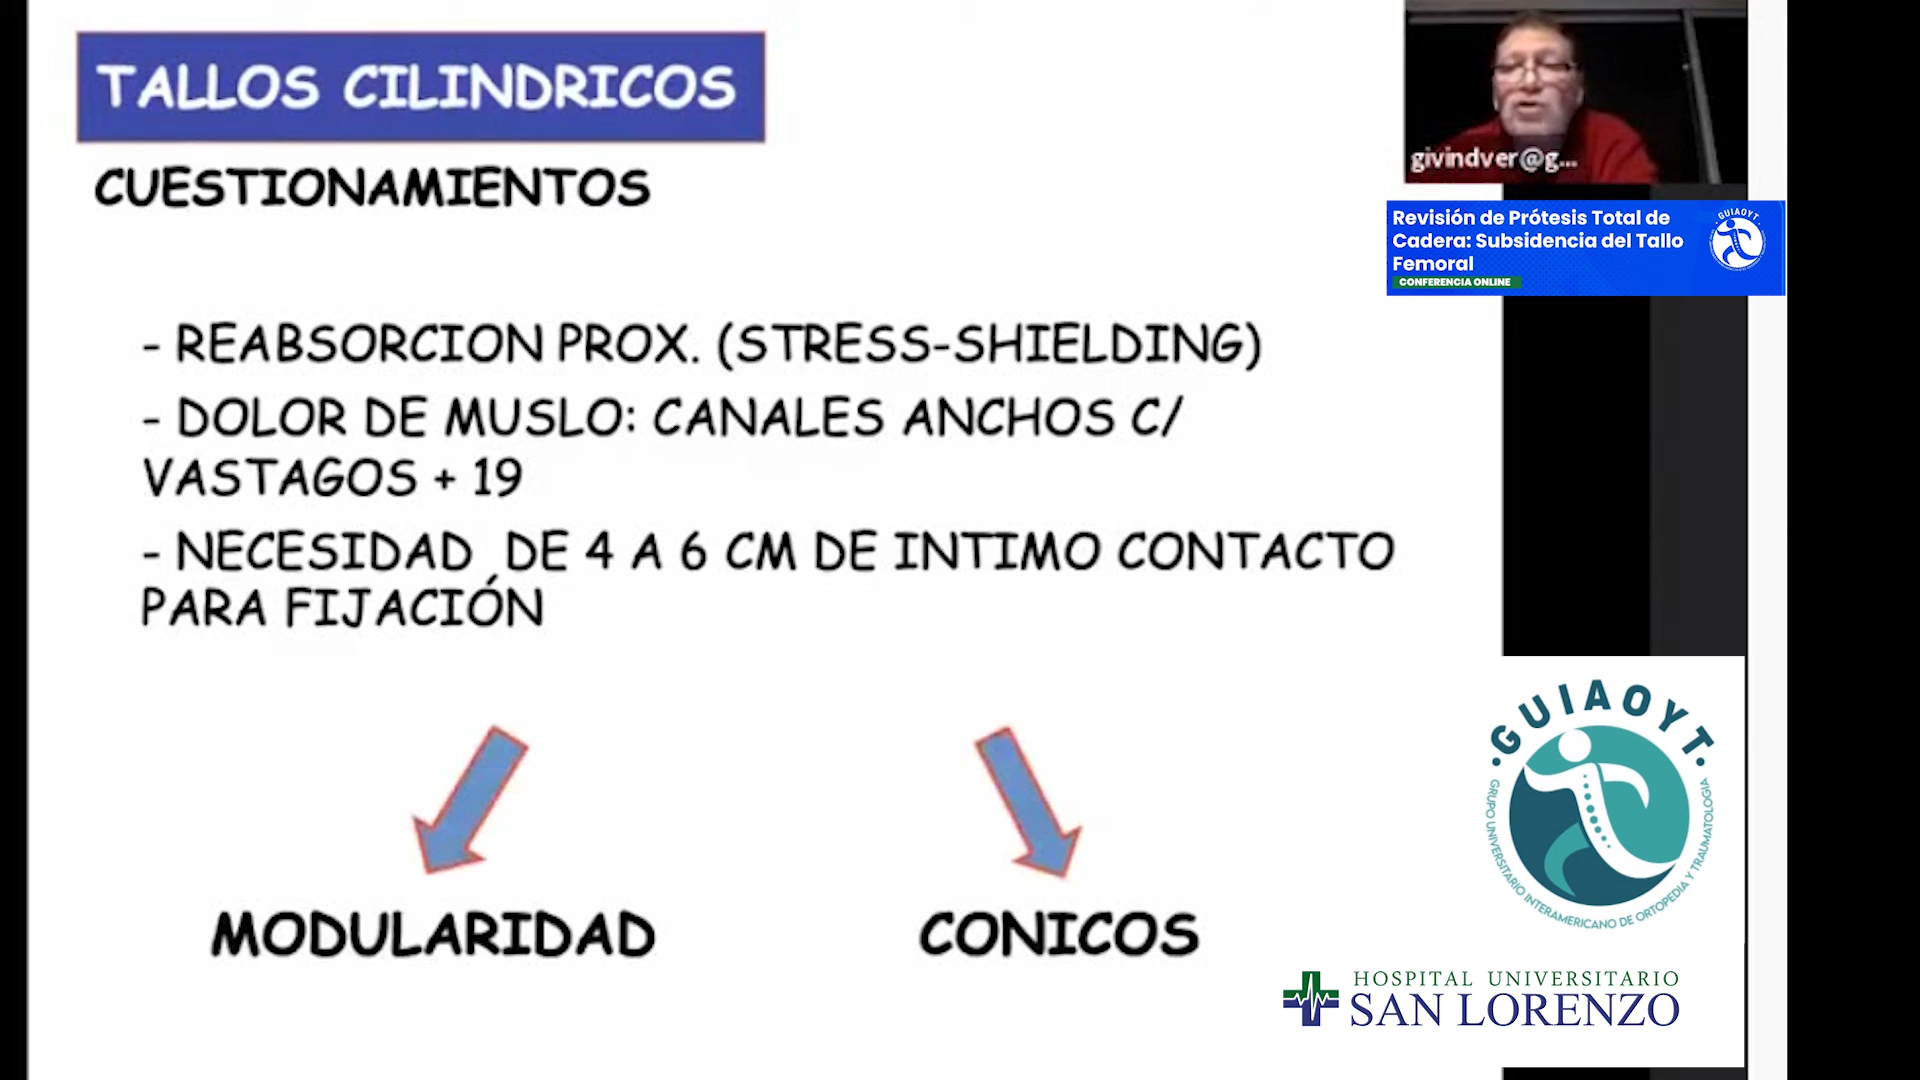 TALLOS CILINDRICOS
CUESTIONAMIENTOS
- REABSORCION PROX. (STRESS-SHIELDING)
- DOLOR DE MUSLO: CANALES ANCHOS C/
VASTAGOS + 19
- NECESIDAD DE 4 A 6 CM DE INTIMO CONTACTO
PARA FIJACIÓN
MODULARIDAD
CONICOS
givindver@g...
Revisión de Prótesis Total de
Cadera: Subsidencia del Tallo
Femoral
CONFERENCIA ONLINE
GUIAOYT
GUIAOYT
GRUPO UNIVERSITARIO INTERAMERICANO DE ORTOPEDIA Y TRAUMATOLOGIA
HOSPITAL UNIVERSITARIO
SAN LORENZO